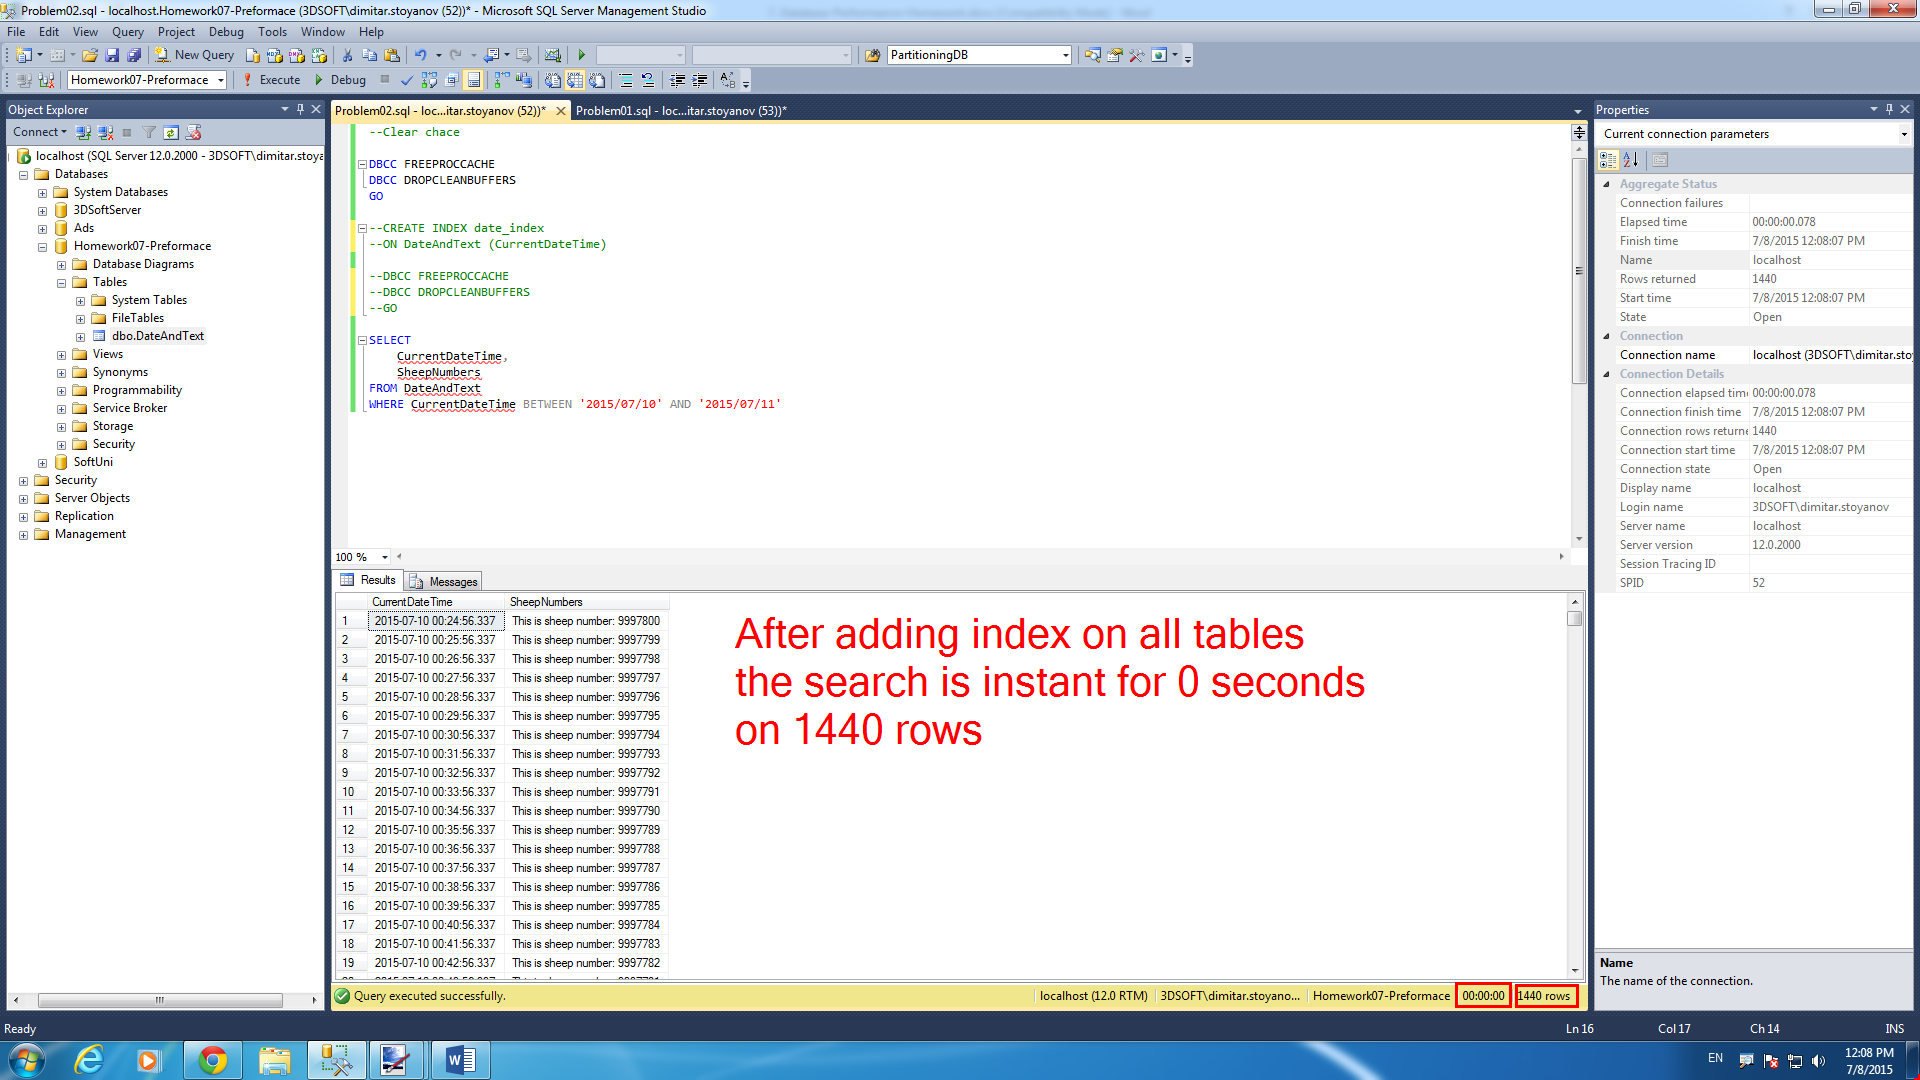 Problem02.sql - localhost.Homework07-Preformace (3DSOFT\dimitar.stoyanov (52))* - Microsoft SQL Server Management Studio
File Edit View Query Project Debug Tools Window Help
New Query PartitioningDB
Homework07-Preformace Execute Debug
Object Explorer
Connect
localhost (SQL Server 12.0.2000 - 3DSOFT\dimitar.stoya
Databases
System Databases
3DSoftServer
Ads
Homework07-Preformace
Database Diagrams
Tables
System Tables
FileTables
dbo.DateAndText
Views
Synonyms
Programmability
Service Broker
Storage
Security
SoftUni
Security
Server Objects
Replication
Management
Problem02.sql - loc...itar.stoyanov (52))* Problem01.sql - loc...itar.stoyanov (53))*
--Clear chace
DBCC FREEPROCCACHE
DBCC DROPCLEANBUFFERS
GO
--CREATE INDEX date_index
--ON DateAndText (CurrentDateTime)
--DBCC FREEPROCCACHE
--DBCC DROPCLEANBUFFERS
--GO
SELECT
CurrentDateTime,
SheepNumbers
FROM DateAndText
WHERE CurrentDateTime BETWEEN '2015/07/10' AND '2015/07/11'
100 %
Results Messages
CurrentDateTime SheepNumbers
1 2015-07-10 00:24:56.337 This is sheep number: 9997800
2 2015-07-10 00:25:56.337 This is sheep number: 9997799
3 2015-07-10 00:26:56.337 This is sheep number: 9997798
4 2015-07-10 00:27:56.337 This is sheep number: 9997797
5 2015-07-10 00:28:56.337 This is sheep number: 9997796
6 2015-07-10 00:29:56.337 This is sheep number: 9997795
7 2015-07-10 00:30:56.337 This is sheep number: 9997794
8 2015-07-10 00:31:56.337 This is sheep number: 9997793
9 2015-07-10 00:32:56.337 This is sheep number: 9997792
10 2015-07-10 00:33:56.337 This is sheep number: 9997791
11 2015-07-10 00:34:56.337 This is sheep number: 9997790
12 2015-07-10 00:35:56.337 This is sheep number: 9997789
13 2015-07-10 00:36:56.337 This is sheep number: 9997788
14 2015-07-10 00:37:56.337 This is sheep number: 9997787
15 2015-07-10 00:38:56.337 This is sheep number: 9997786
16 2015-07-10 00:39:56.337 This is sheep number: 9997785
17 2015-07-10 00:40:56.337 This is sheep number: 9997784
18 2015-07-10 00:41:56.337 This is sheep number: 9997783
19 2015-07-10 00:42:56.337 This is sheep number: 9997782
After adding index on all tables
the search is instant for 0 seconds
on 1440 rows
Query executed successfully. localhost (12.0 RTM) 3DSOFT\dimitar.stoyano... Homework07-Preformace 00:00:00 1440 rows
Properties
Current connection parameters
Aggregate Status
Connection failures
Elapsed time 00:00:00.078
Finish time 7/8/2015 12:08:07 PM
Name localhost
Rows returned 1440
Start time 7/8/2015 12:08:07 PM
State Open
Connection
Connection name localhost (3DSOFT\dimitar.sto
Connection Details
Connection elapsed time 00:00:00.078
Connection finish time 7/8/2015 12:08:07 PM
Connection rows returne 1440
Connection start time 7/8/2015 12:08:07 PM
Connection state Open
Display name localhost
Login name 3DSOFT\dimitar.stoyanov
Server name localhost
Server version 12.0.2000
Session Tracing ID
SPID 52
Name
The name of the connection.
Ready Ln 16 Col 17 Ch 14 INS
EN 12:08 PM
7/8/2015